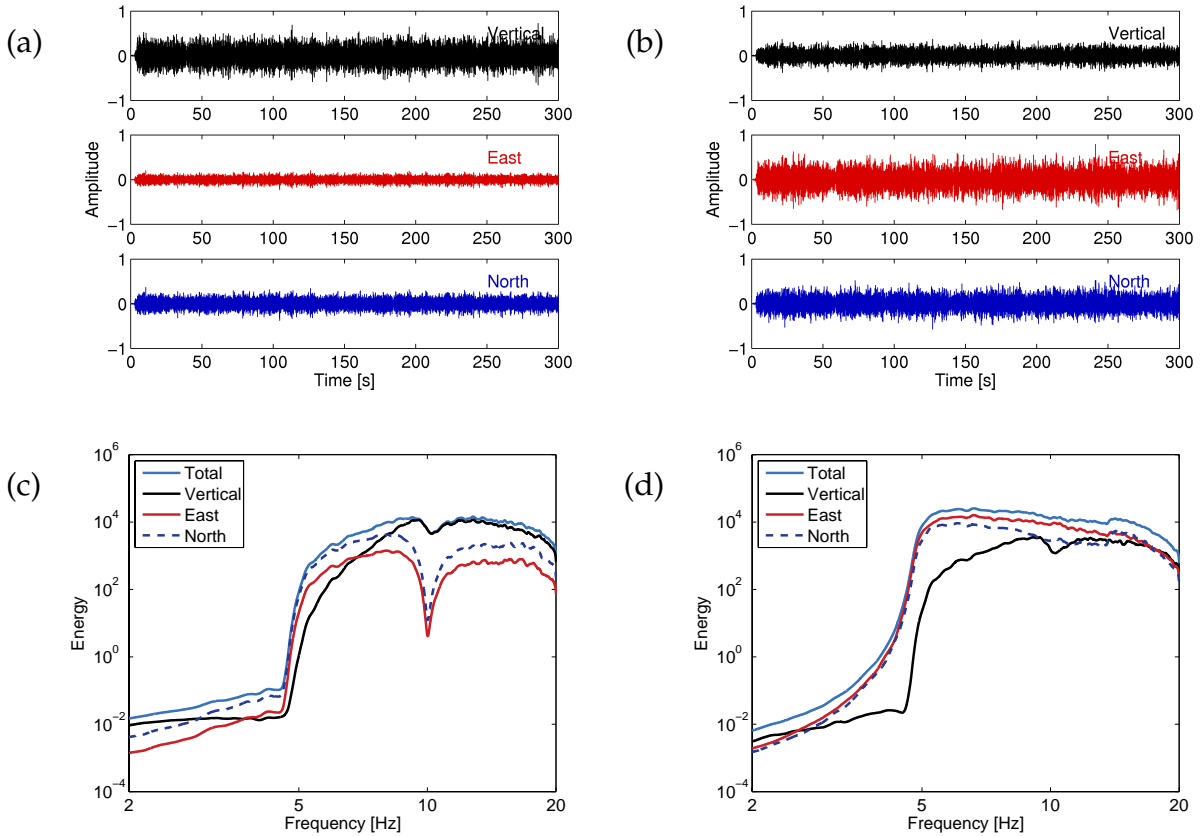 (a)
1
0
−1
Vertical
0 50 100 150 200 250 300
Amplitude
1
0
−1
East
0 50 100 150 200 250 300
1
0
−1
North
0 50 100 150 200 250 300
Time [s]
(b)
1
0
−1
Vertical
0 50 100 150 200 250 300
Amplitude
1
0
−1
East
0 50 100 150 200 250 300
1
0
−1
North
0 50 100 150 200 250 300
Time [s]
(c)
Energy
10^6
10^4
10^2
10^0
10^−2
10^−4
Total
Vertical
East
North
2 5 10 20
Frequency [Hz]
(d)
Energy
10^6
10^4
10^2
10^0
10^−2
10^−4
Total
Vertical
East
North
2 5 10 20
Frequency [Hz]